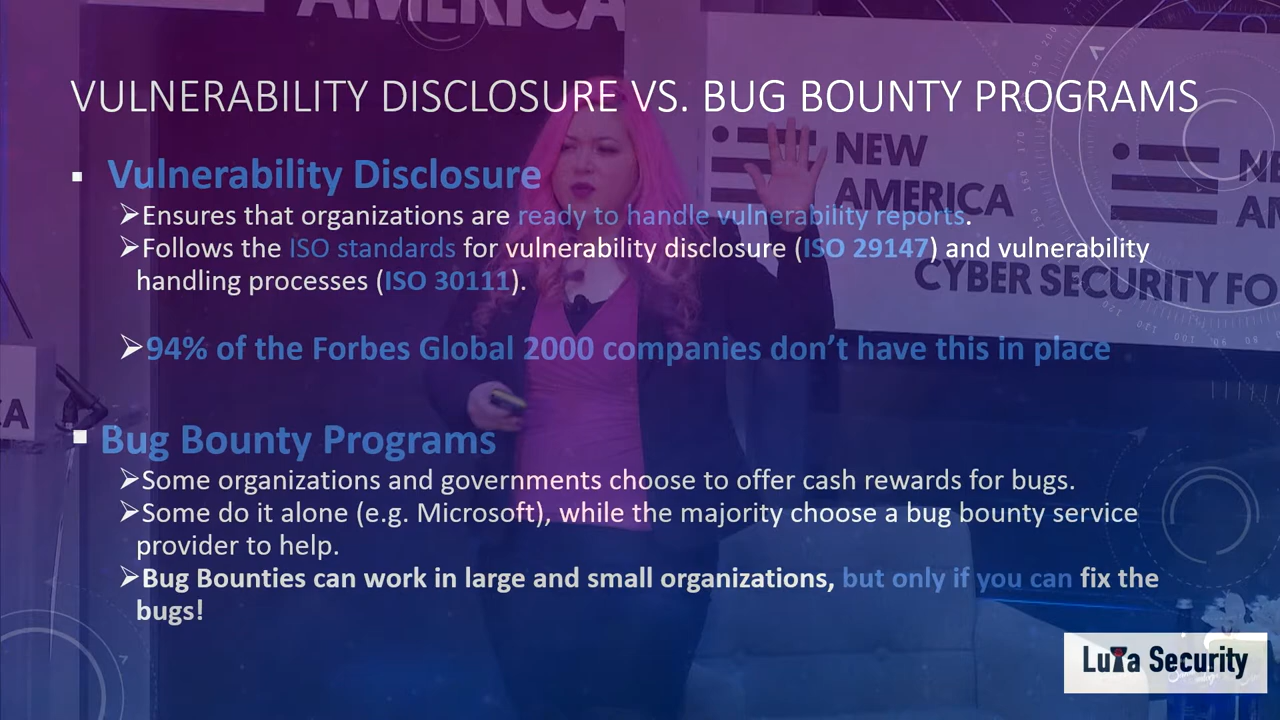 AMERICA
VULNERABILITY DISCLOSURE VS. BUG BOUNTY PROGRAMS
NEW
AMERICA
NE
AM
CYBER SECURITY FO
▪ Vulnerability Disclosure
➢Ensures that organizations are ready to handle vulnerability reports.
➢Follows the ISO standards for vulnerability disclosure (ISO 29147) and vulnerability
handling processes (ISO 30111).
➢94% of the Forbes Global 2000 companies don’t have this in place
CA
▪ Bug Bounty Programs
➢Some organizations and governments choose to offer cash rewards for bugs.
➢Some do it alone (e.g. Microsoft), while the majority choose a bug bounty service
provider to help.
➢Bug Bounties can work in large and small organizations, but only if you can fix the
bugs!
Luta Security